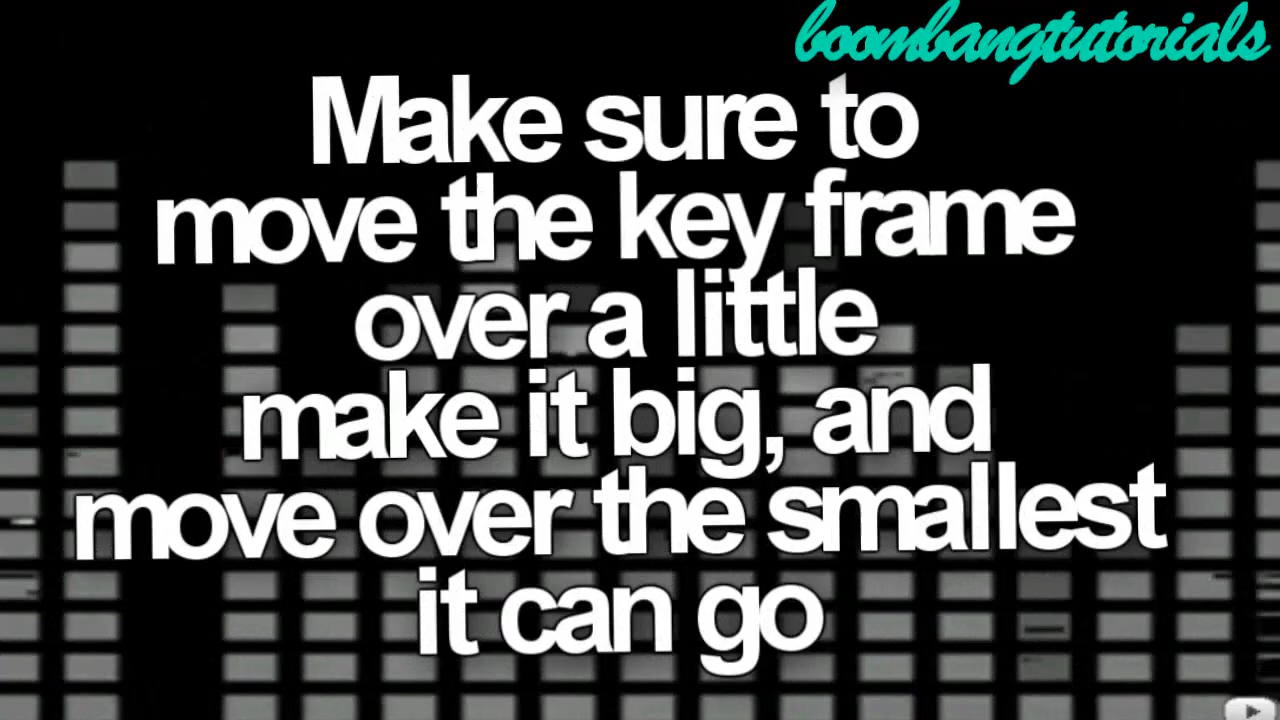 boombangtutorials
Make sure to
move the key frame
over a little
make it big, and
move over the smallest
it can go